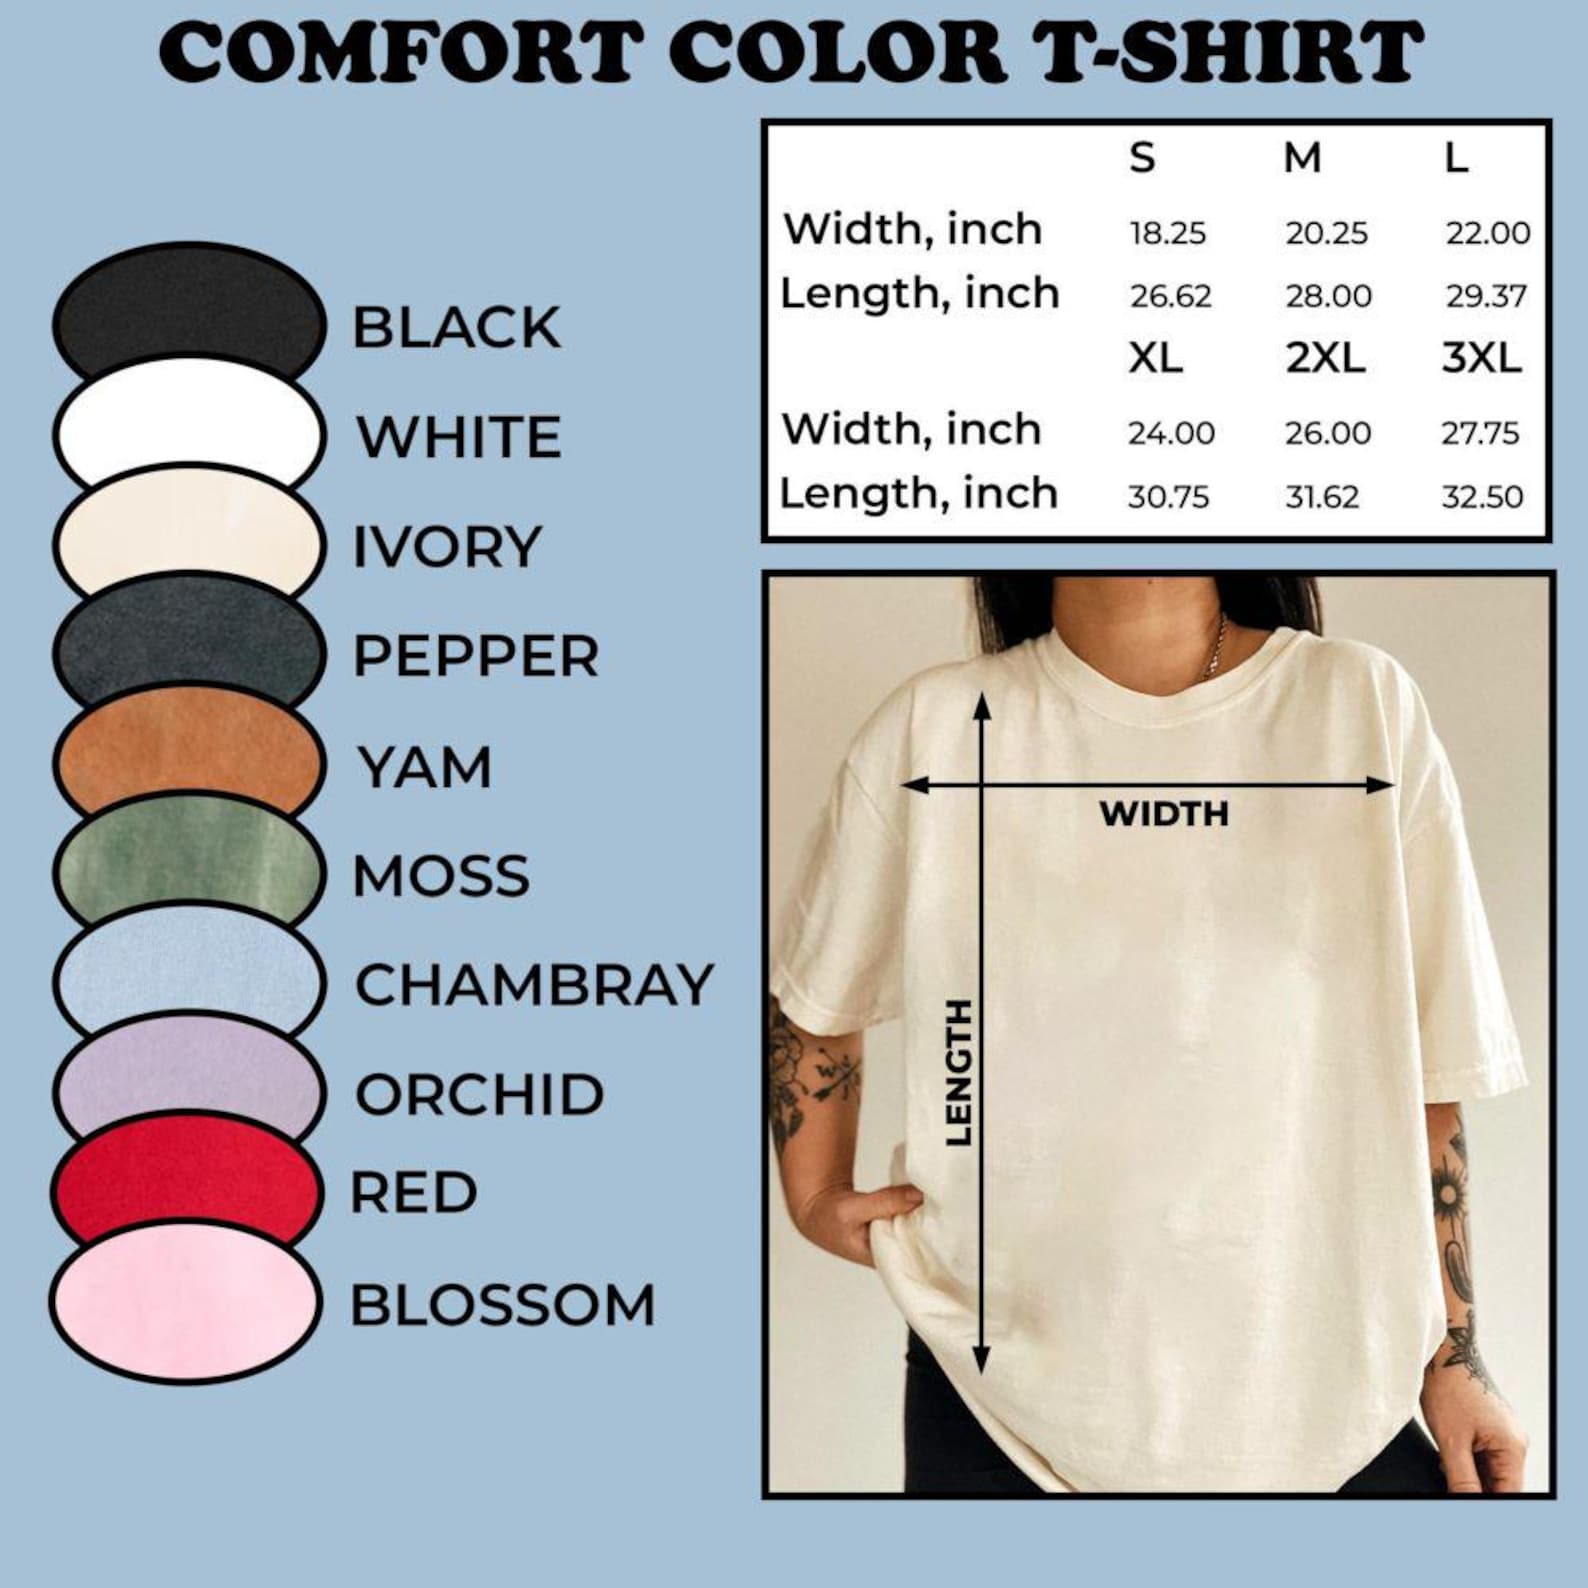 COMFORT COLOR T-SHIRT
S M L
Width, inch 18.25 20.25 22.00
Length, inch 26.62 28.00 29.37
XL 2XL 3XL
Width, inch 24.00 26.00 27.75
Length, inch 30.75 31.62 32.50
BLACK
WHITE
IVORY
PEPPER
YAM
MOSS
CHAMBRAY
ORCHID
RED
BLOSSOM
WIDTH
LENGTH